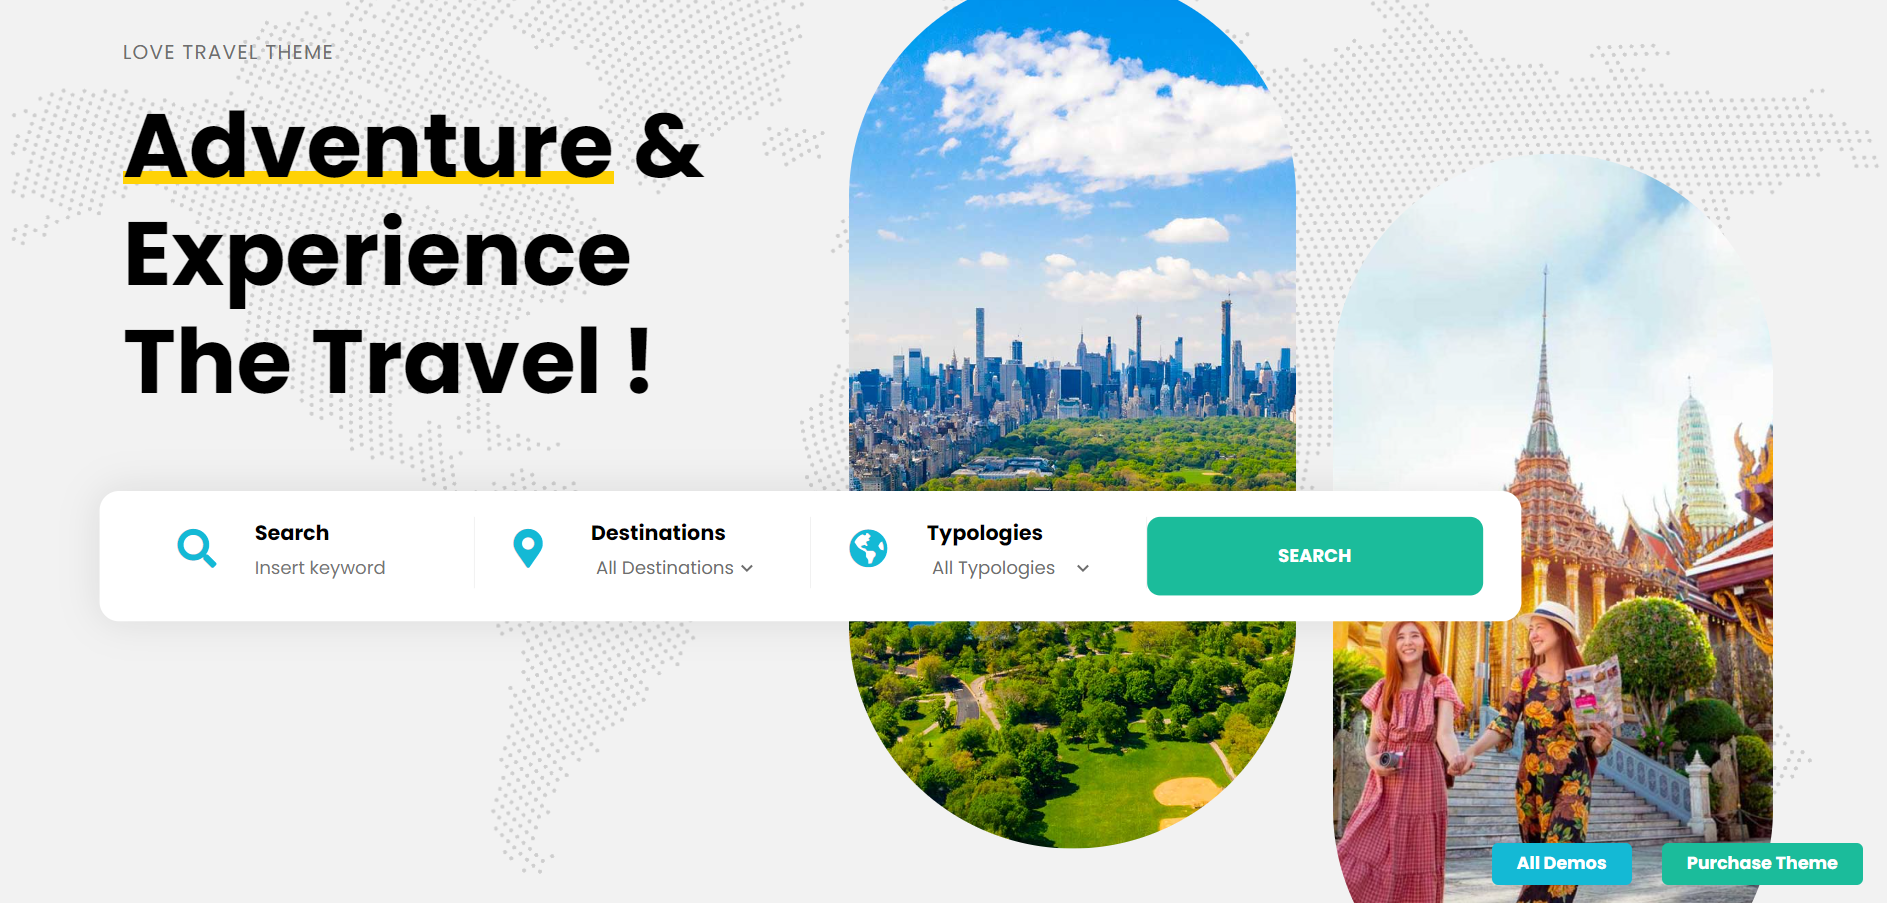 LOVE TRAVEL THEME
Adventure &
Experience
The Travel !
Search
Insert keyword
Destinations
All Destinations
Typologies
All Typologies
SEARCH
All Demos
Purchase Theme